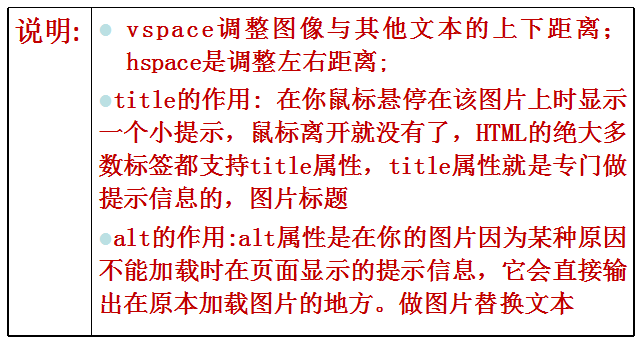 说明:
● vspace调整图像与其他文本的上下距离；
hspace是调整左右距离;
●title的作用: 在你鼠标悬停在该图片上时显示
一个小提示，鼠标离开就没有了，HTML的绝大多
数标签都支持title属性，title属性就是专门做
提示信息的，图片标题
●alt的作用:alt属性是在你的图片因为某种原因
不能加载时在页面显示的提示信息，它会直接输
出在原本加载图片的地方。做图片替换文本